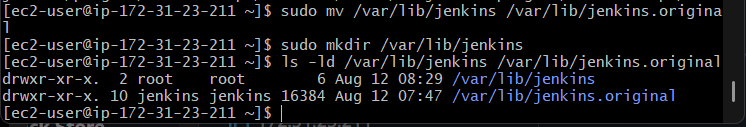 [ec2-user@ip-172-31-23-211 ~]$ sudo mv /var/lib/jenkins /var/lib/jenkins.origina
l
[ec2-user@ip-172-31-23-211 ~]$ sudo mkdir /var/lib/jenkins
[ec2-user@ip-172-31-23-211 ~]$ ls -ld /var/lib/jenkins /var/lib/jenkins.original
drwxr-xr-x.  2 root    root        6 Aug 12 08:29 /var/lib/jenkins
drwxr-xr-x. 10 jenkins jenkins 16384 Aug 12 07:47 /var/lib/jenkins.original
[ec2-user@ip-172-31-23-211 ~]$